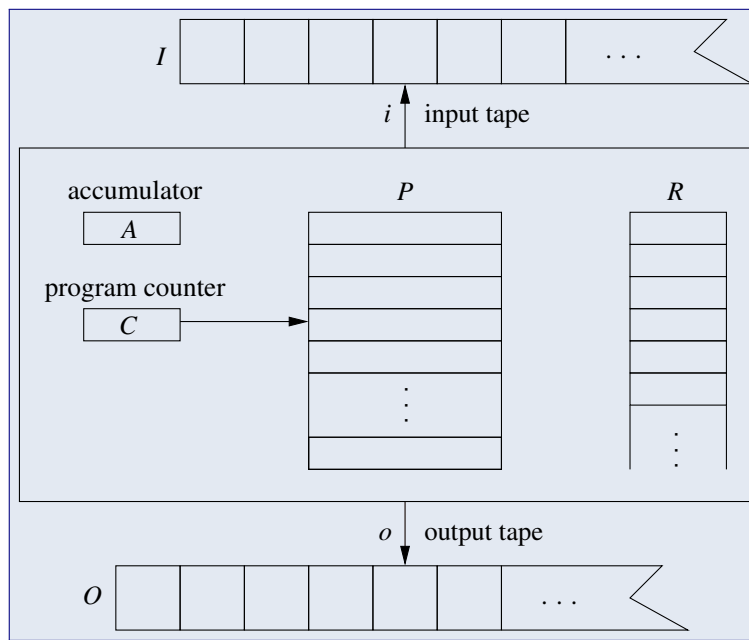 I
. . .
i input tape
accumulator
P
R
A
program counter
C
. . .
. . .
o output tape
O
. . .